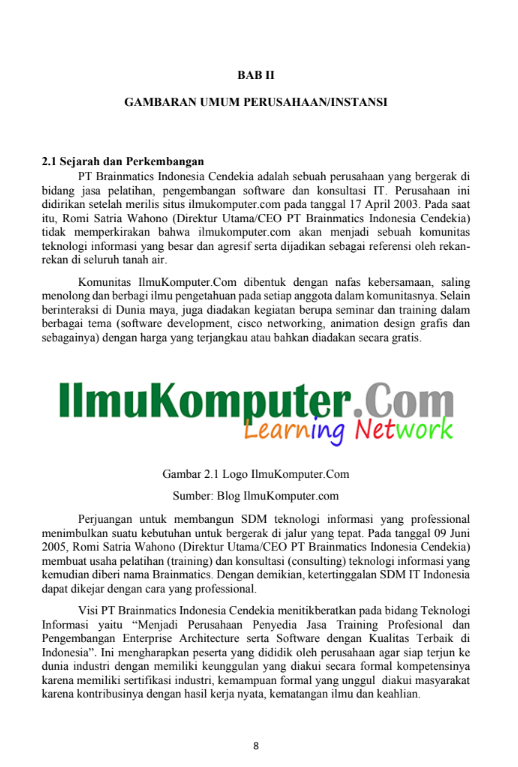 BAB II
GAMBARAN UMUM PERUSAHAAN/INSTANSI
2.1 Sejarah dan Perkembangan
PT Brainmatics Indonesia Cendekia adalah sebuah perusahaan yang bergerak di
bidang jasa pelatihan, pengembangan software dan konsultasi IT. Perusahaan ini
didirikan setelah merilis situs ilmukomputer.com pada tanggal 17 April 2003. Pada saat
itu, Romi Satria Wahono (Direktur Utama/CEO PT Brainmatics Indonesia Cendekia)
tidak memperkirakan bahwa ilmukomputer.com akan menjadi sebuah komunitas
teknologi informasi yang besar dan agresif serta dijadikan sebagai referensi oleh rekan-
rekan di seluruh tanah air.
Komunitas IlmuKomputer.Com dibentuk dengan nafas kebersamaan, saling
menolong dan berbagi ilmu pengetahuan pada setiap anggota dalam komunitasnya. Selain
berinteraksi di Dunia maya, juga diadakan kegiatan berupa seminar dan training dalam
berbagai tema (software development, cisco networking, animation design grafis dan
sebagainya) dengan harga yang terjangkau atau bahkan diadakan secara gratis.
IlmuKomputer.Com
Learning Network
Gambar 2.1 Logo IlmuKomputer.Com
Sumber: Blog IlmuKomputer.com
Perjuangan untuk membangun SDM teknologi informasi yang professional
menimbulkan suatu kebutuhan untuk bergerak di jalur yang tepat. Pada tanggal 09 Juni
2005, Romi Satria Wahono (Direktur Utama/CEO PT Brainmatics Indonesia Cendekia)
membuat usaha pelatihan (training) dan konsultasi (consulting) teknologi informasi yang
kemudian diberi nama Brainmatics. Dengan demikian, ketertinggalan SDM IT Indonesia
dapat dikejar dengan cara yang professional.
Visi PT Brainmatics Indonesia Cendekia menitikberatkan pada bidang Teknologi
Informasi yaitu “Menjadi Perusahaan Penyedia Jasa Training Profesional dan
Pengembangan Enterprise Architecture serta Software dengan Kualitas Terbaik di
Indonesia”. Ini mengharapkan peserta yang dididik oleh perusahaan agar siap terjun ke
dunia industri dengan memiliki keunggulan yang diakui secara formal kompetensinya
karena memiliki sertifikasi industri, kemampuan formal yang unggul diakui masyarakat
karena kontribusinya dengan hasil kerja nyata, kematangan ilmu dan keahlian.
8